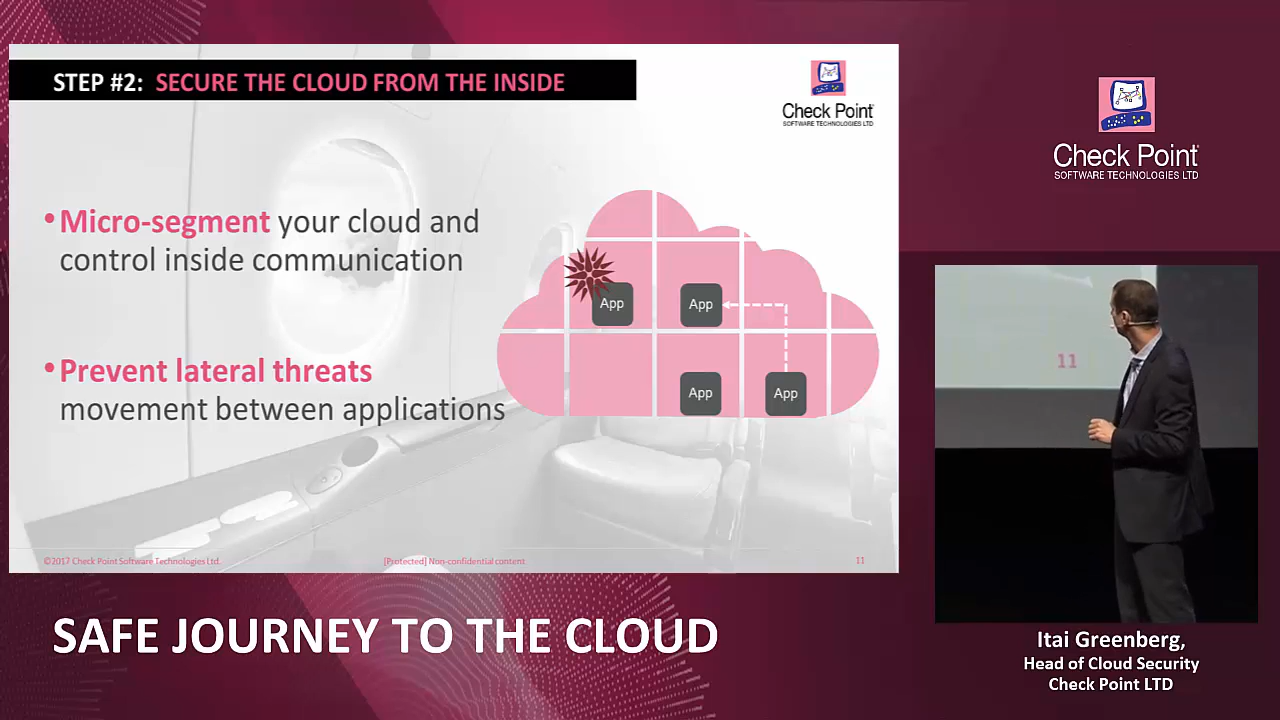 STEP #2: SECURE THE CLOUD FROM THE INSIDE
Check Point
SOFTWARE TECHNOLOGIES LTD
•Micro-segment your cloud and
control inside communication
•Prevent lateral threats
movement between applications
App
App
App
App
©2017 Check Point Software Technologies Ltd.
[Protected] Non-confidential content
11
Check Point
SOFTWARE TECHNOLOGIES LTD
11
SAFE JOURNEY TO THE CLOUD
Itai Greenberg,
Head of Cloud Security
Check Point LTD